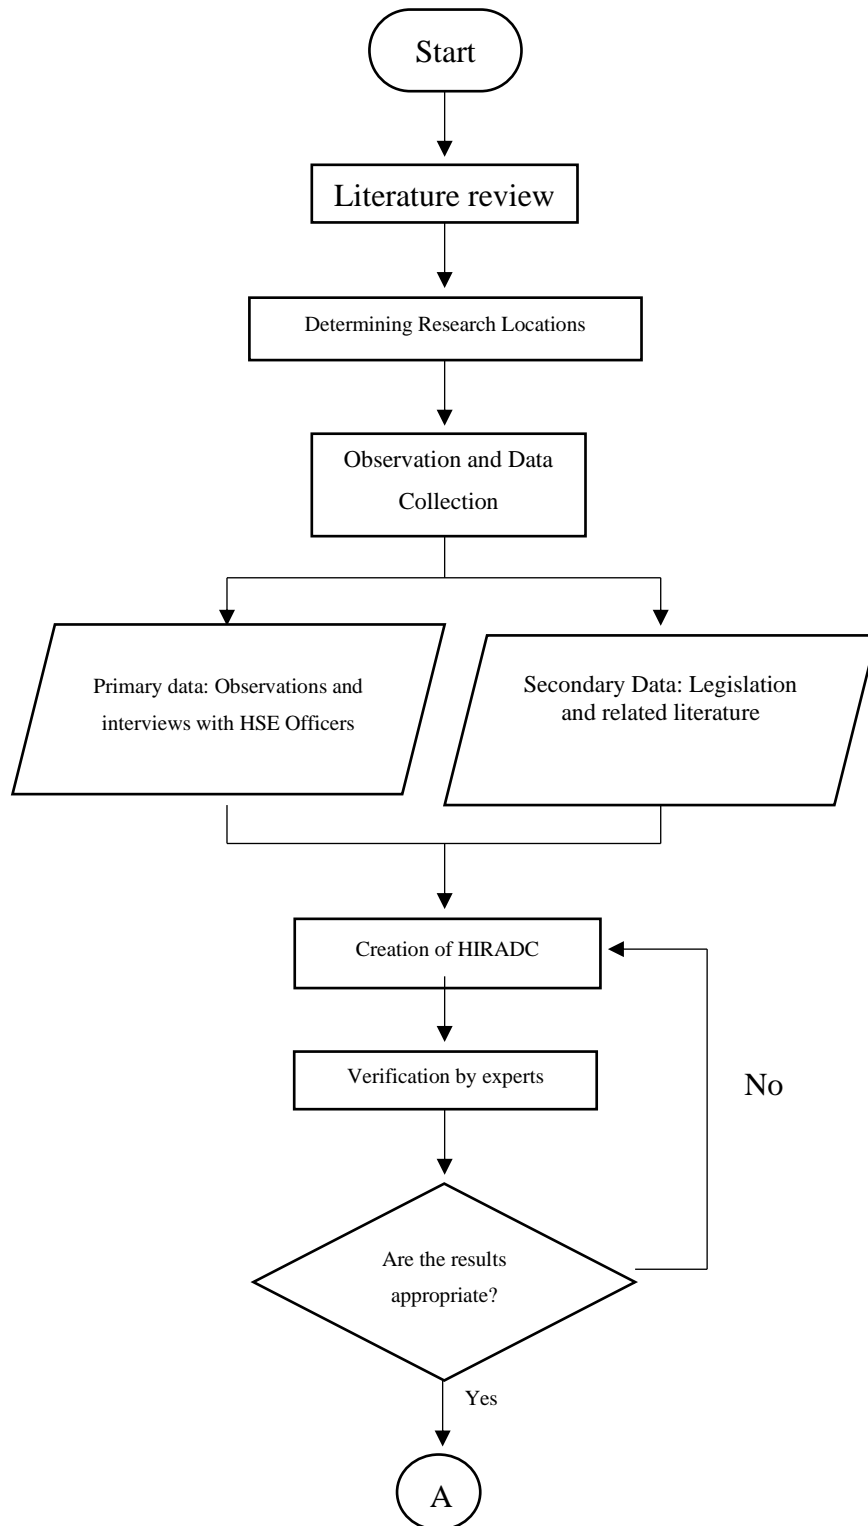 Start
Literature review
Determining Research Locations
Observation and Data
Collection
Primary data: Observations and
interviews with HSE Officers
Secondary Data: Legislation
and related literature
Creation of HIRADC
Verification by experts
No
Are the results
appropriate?
Yes
A